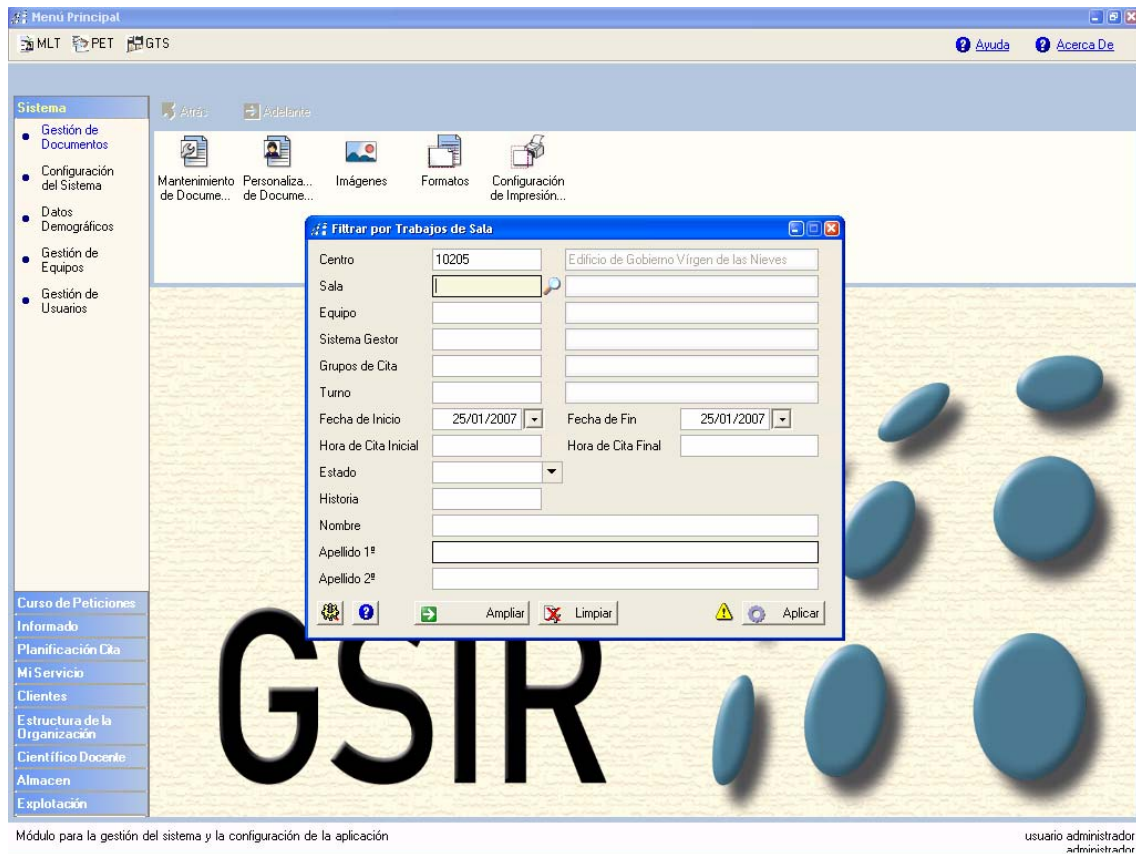 Menú Principal
MLT PET GTS
Ayuda Acerca De
Sistema
Atrás Adelante
Gestión de
Documentos
Configuración
del Sistema
Datos
Demográficos
Gestión de
Equipos
Gestión de
Usuarios
Mantenimiento
de Docume...
Personaliza...
de Docume...
Imágenes
Formatos
Configuración
de Impresión...
Filtrar por Trabajos de Sala
Centro 10205 Edificio de Gobierno Vírgen de las Nieves
Sala
Equipo
Sistema Gestor
Grupos de Cita
Turno
Fecha de Inicio 25/01/2007 Fecha de Fin 25/01/2007
Hora de Cita Inicial Hora de Cita Final
Estado
Historia
Nombre
Apellido 1º
Apellido 2º
Ampliar Limpiar Aplicar
Curso de Peticiones
Informado
Planificación Cita
Mi Servicio
Clientes
Estructura de la
Organización
Científico Docente
Almacen
Explotación
GSIR
Módulo para la gestión del sistema y la configuración de la aplicación
usuario administrador
administrador